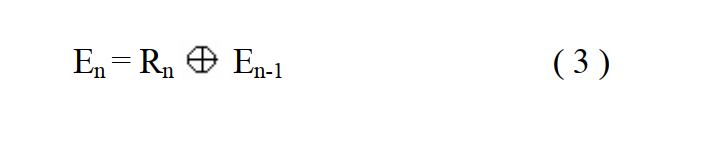 Eₙ = Rₙ ⊕ Eₙ₋₁ ( 3 )